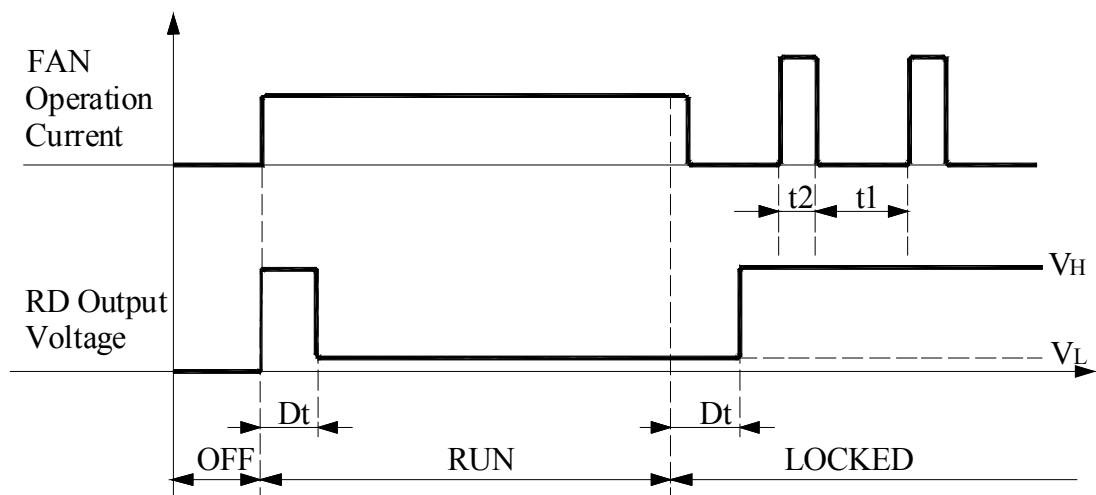 FAN
Operation
Current
t2
t1
VH
RD Output
Voltage
VL
Dt
Dt
OFF
RUN
LOCKED